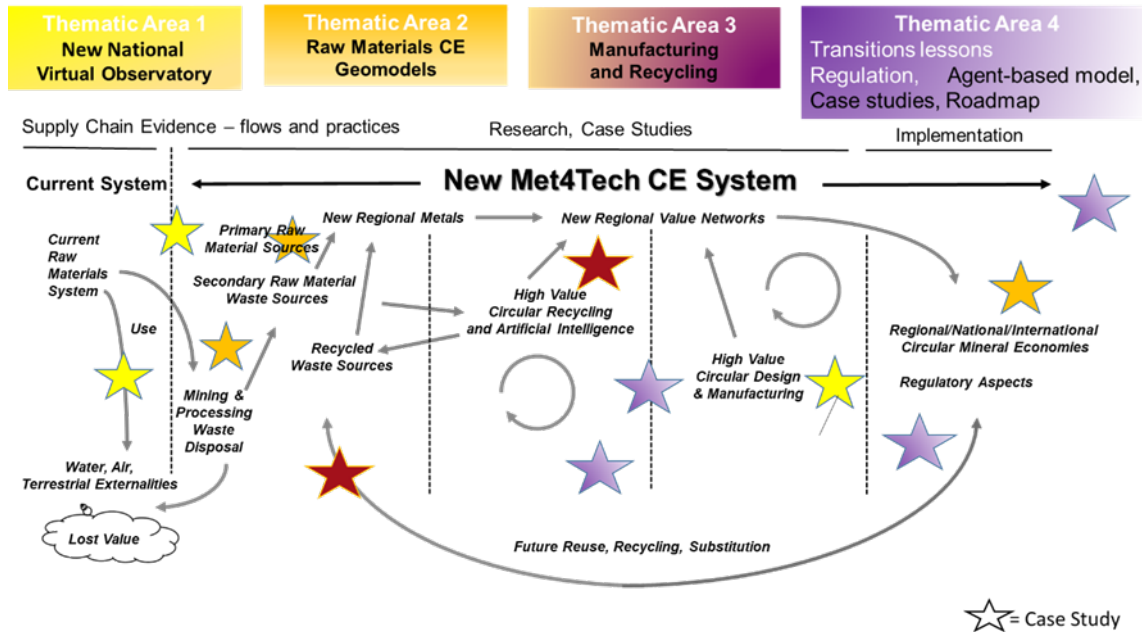 Thematic Area 1
New National
Virtual Observatory
Thematic Area 2
Raw Materials CE
Geomodels
Thematic Area 3
Manufacturing
and Recycling
Thematic Area 4
Transitions lessons
Regulation, Agent-based model,
Case studies, Roadmap
Supply Chain Evidence – flows and practices
Research, Case Studies
Implementation
Current System
New Met4Tech CE System
Current
Raw
Materials
System
Use
Primary Raw
Material Sources
Secondary Raw Material
Waste Sources
New Regional Metals
New Regional Value Networks
High Value
Circular Recycling
and Artificial Intelligence
Recycled
Waste Sources
Mining &
Processing
Waste
Disposal
Water, Air,
Terrestrial Externalities
Lost Value
High Value
Circular Design
& Manufacturing
Regional/National/International
Circular Mineral Economies
Regulatory Aspects
Future Reuse, Recycling, Substitution
= Case Study